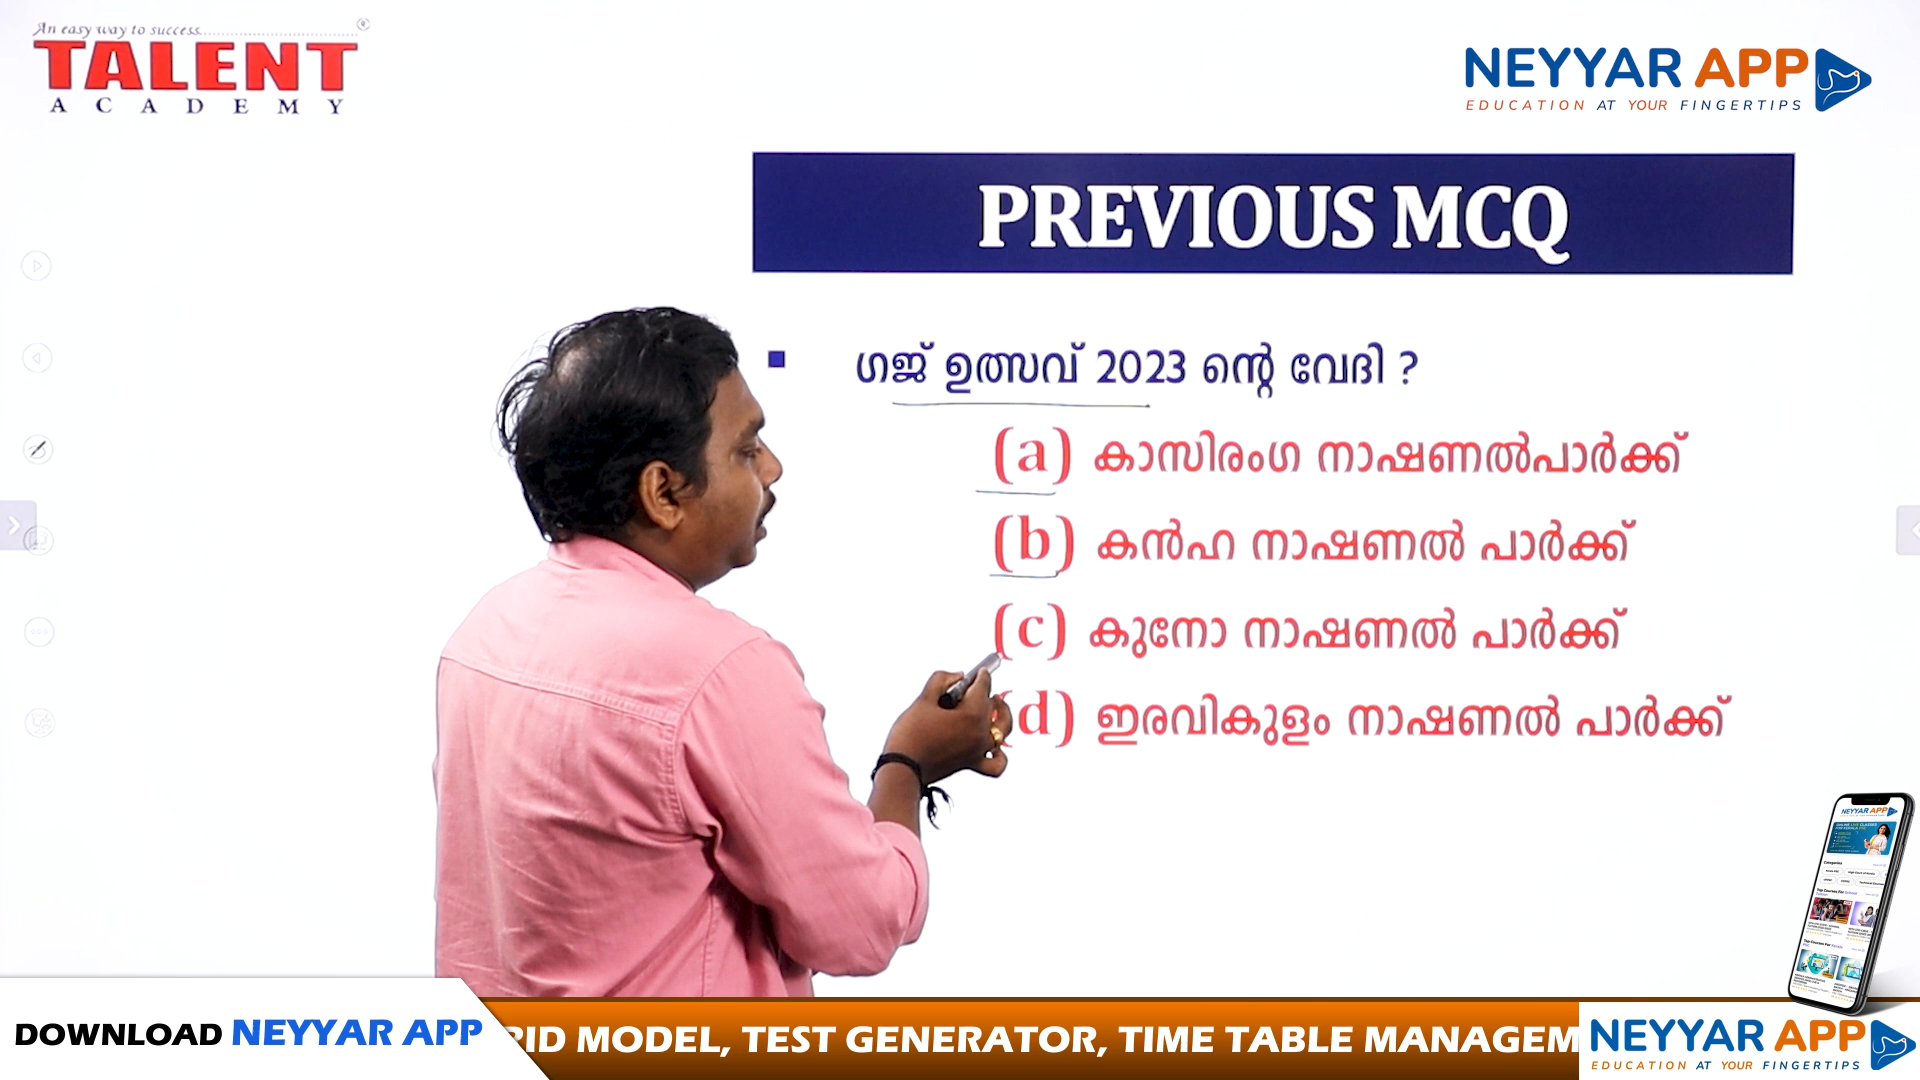 An easy way to success...
TALENT
ACADEMY
NEYYAR APP
EDUCATION AT YOUR FINGERTIPS
PREVIOUS MCQ
ഗജ് ഉത്സവ് 2023 ന്റെ വേദി ?
(a) കാസിരംഗ നാഷണൽപാർക്ക്
(b) കൻഹ നാഷണൽ പാർക്ക്
(c) കുനോ നാഷണൽ പാർക്ക്
(d) ഇരവികുളം നാഷണൽ പാർക്ക്
NEYYAR APP
DOWNLOAD NEYYAR APP
RID MODEL, TEST GENERATOR, TIME TABLE MANAGEM
NEYYAR APP
EDUCATION AT YOUR FINGERTIPS